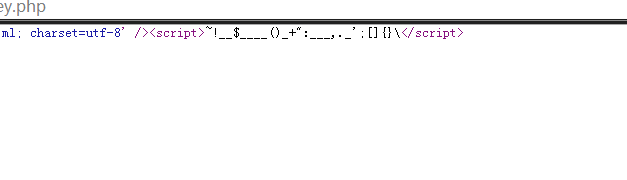 ey.php
ml; charset=utf-8' /><script>~!__$____()_+":___,._';[]{}\</script>